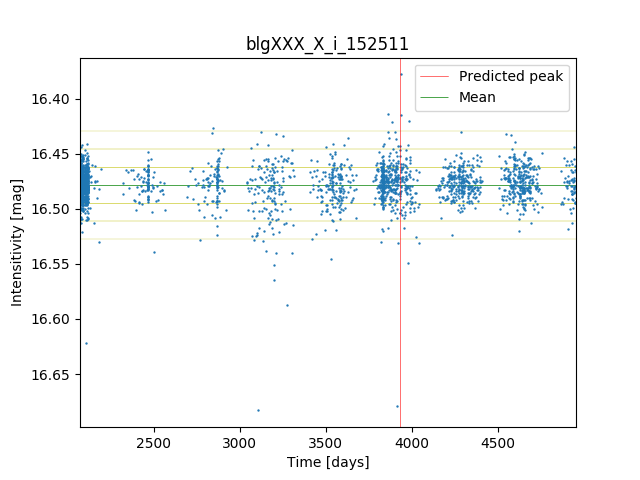 blgXXX_X_i_152511
Predicted peak
Mean
16.40
16.45
16.50
16.55
16.60
16.65
Intensitivity [mag]
2500 3000 3500 4000 4500
Time [days]